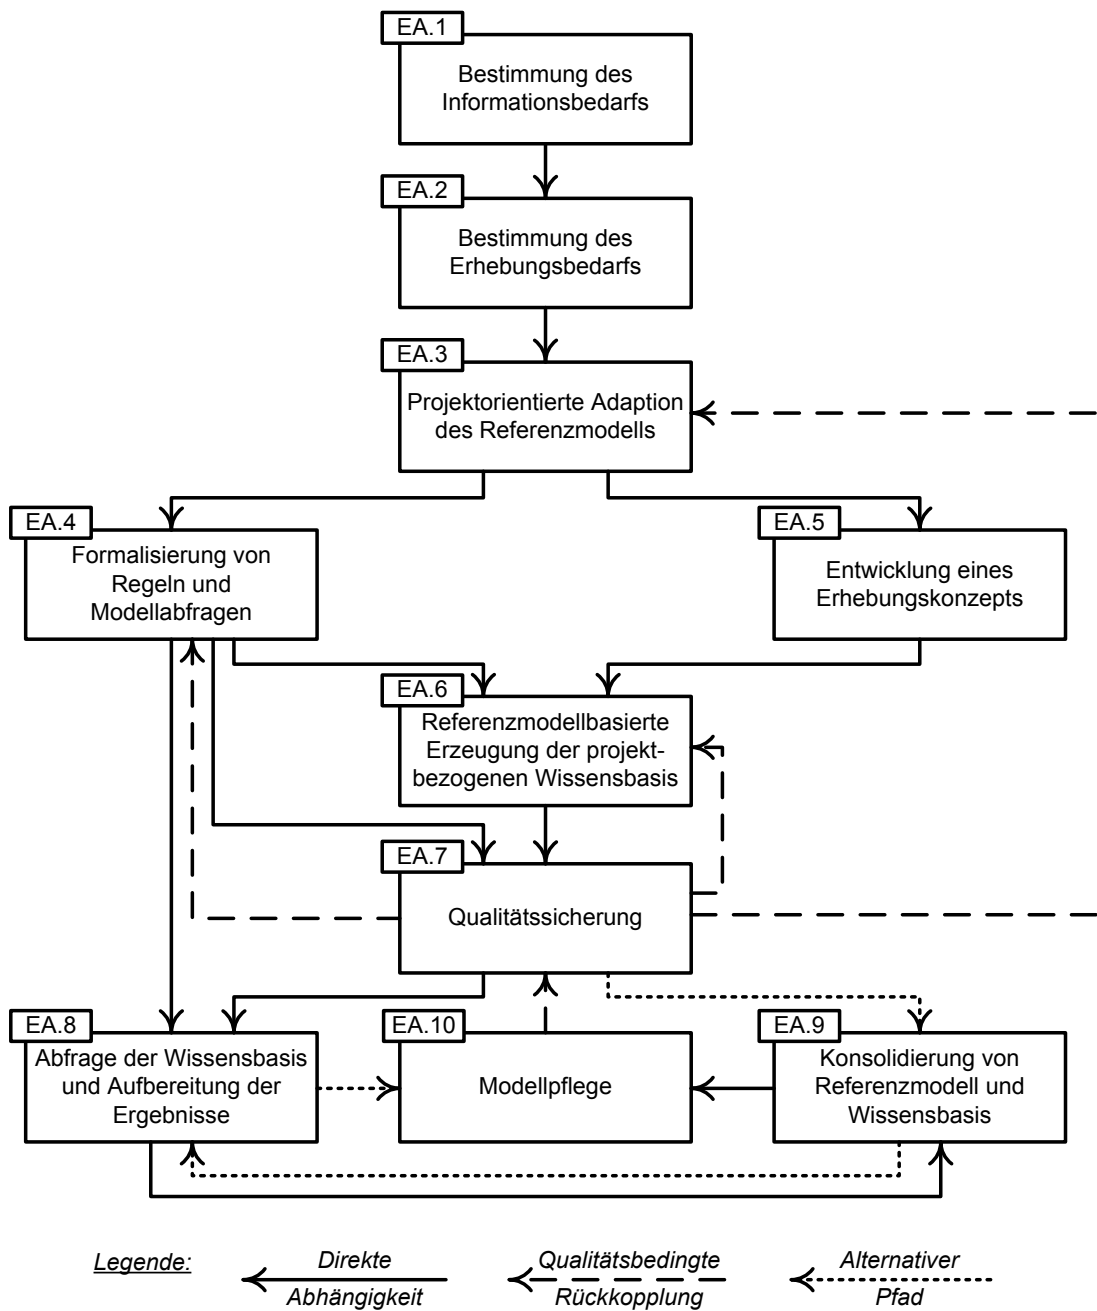 EA.1
Bestimmung des
Informationsbedarfs
EA.2
Bestimmung des
Erhebungsbedarfs
EA.3
Projektorientierte Adaption
des Referenzmodells
EA.4
Formalisierung von
Regeln und
Modellabfragen
EA.5
Entwicklung eines
Erhebungskonzepts
EA.6
Referenzmodellbasierte
Erzeugung der projekt-
bezogenen Wissensbasis
EA.7
Qualitätssicherung
EA.8
Abfrage der Wissensbasis
und Aufbereitung der
Ergebnisse
EA.10
Modellpflege
EA.9
Konsolidierung von
Referenzmodell und
Wissensbasis
Legende:
Direkte
Abhängigkeit
Qualitätsbedingte
Rückkopplung
Alternativer
Pfad